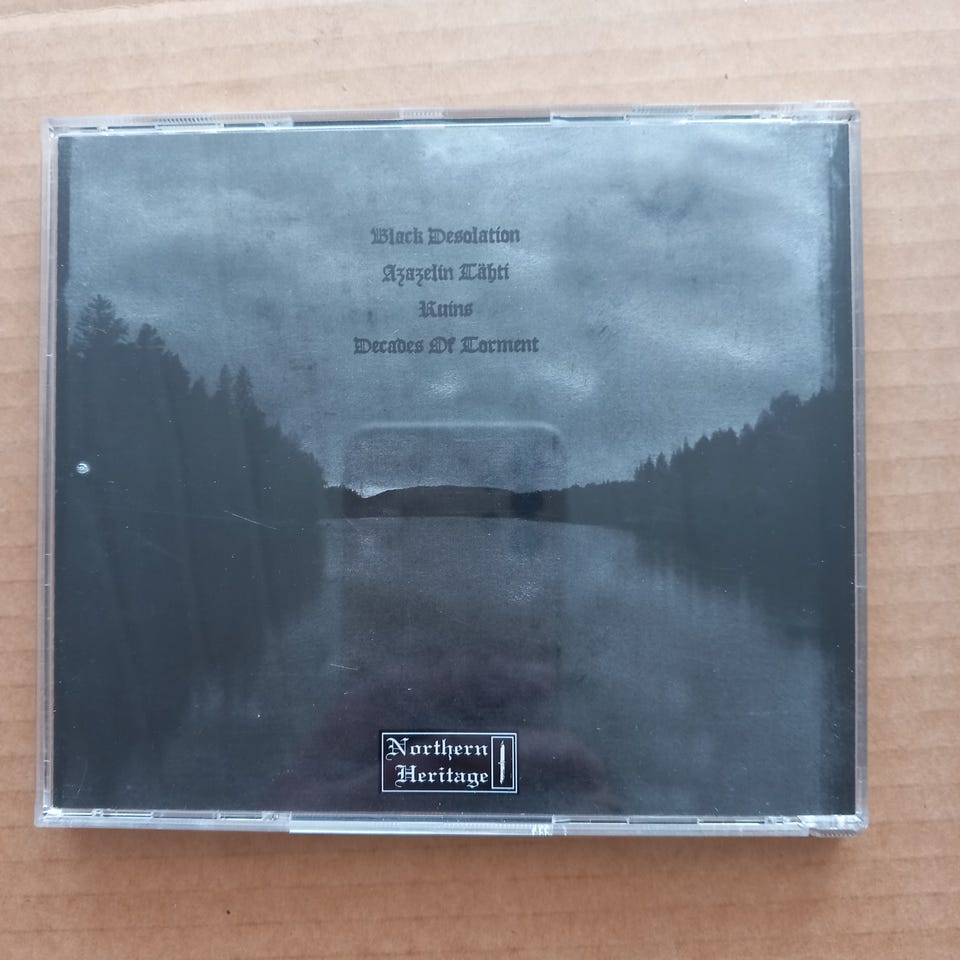 Black Desolation
Azazelin Tähti
Ruins
Decades Of Torment
Northern
Heritage